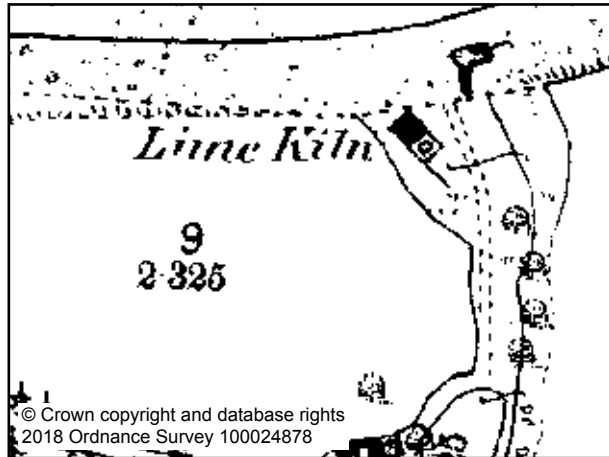 Lime Kiln
9
2·325
© Crown copyright and database rights
2018 Ordnance Survey 100024878